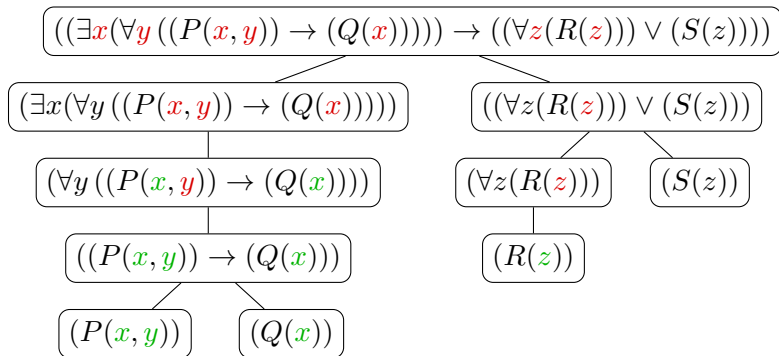 ((∃x(∀y ((P(x, y)) → (Q(x))))) → ((∀z(R(z))) ∨ (S(z))))
(∃x(∀y ((P(x, y)) → (Q(x)))))
((∀z(R(z))) ∨ (S(z)))
(∀y ((P(x, y)) → (Q(x))))
(∀z(R(z)))
(S(z))
((P(x, y)) → (Q(x)))
(R(z))
(P(x, y))
(Q(x))